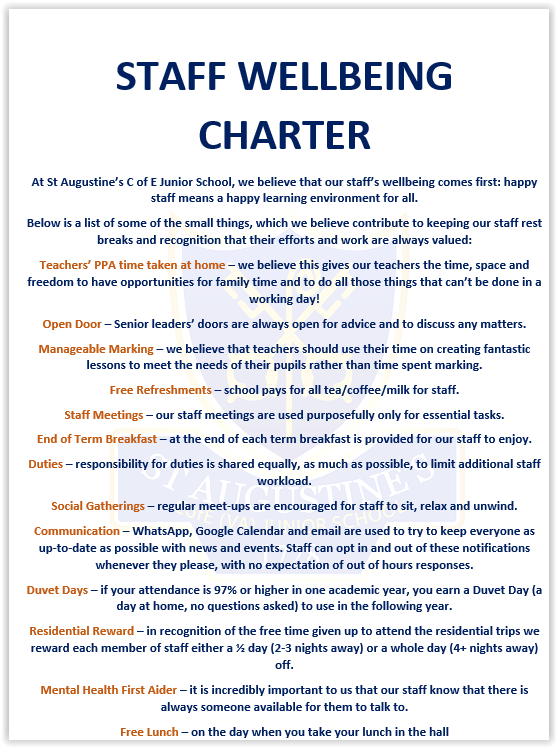 STAFF WELLBEING
CHARTER
At St Augustine’s C of E Junior School, we believe that our staff’s wellbeing comes first: happy
staff means a happy learning environment for all.
Below is a list of some of the small things, which we believe contribute to keeping our staff rest
breaks and recognition that their efforts and work are always valued:
Teachers’ PPA time taken at home – we believe this gives our teachers the time, space and
freedom to have opportunities for family time and to do all those things that can’t be done in a
working day!
Open Door – Senior leaders’ doors are always open for advice and to discuss any matters.
Manageable Marking – we believe that teachers should use their time on creating fantastic
lessons to meet the needs of their pupils rather than time spent marking.
Free Refreshments – school pays for all tea/coffee/milk for staff.
Staff Meetings – our staff meetings are used purposefully only for essential tasks.
End of Term Breakfast – at the end of each term breakfast is provided for our staff to enjoy.
Duties – responsibility for duties is shared equally, as much as possible, to limit additional staff
workload.
ST AUGUSTINE'S
Social Gatherings – regular meet-ups are encouraged for staff to sit, relax and unwind.
JUNIOR SCHOOL
Communication – WhatsApp, Google Calendar and email are used to try to keep everyone as
up-to-date as possible with news and events. Staff can opt in and out of these notifications
whenever they please, with no expectation of out of hours responses.
Duvet Days – if your attendance is 97% or higher in one academic year, you earn a Duvet Day (a
day at home, no questions asked) to use in the following year.
Residential Reward – in recognition of the free time given up to attend the residential trips we
reward each member of staff either a ½ day (2-3 nights away) or a whole day (4+ nights away)
off.
Mental Health First Aider – it is incredibly important to us that our staff know that there is
always someone available for them to talk to.
Free Lunch – on the day when you take your lunch in the hall